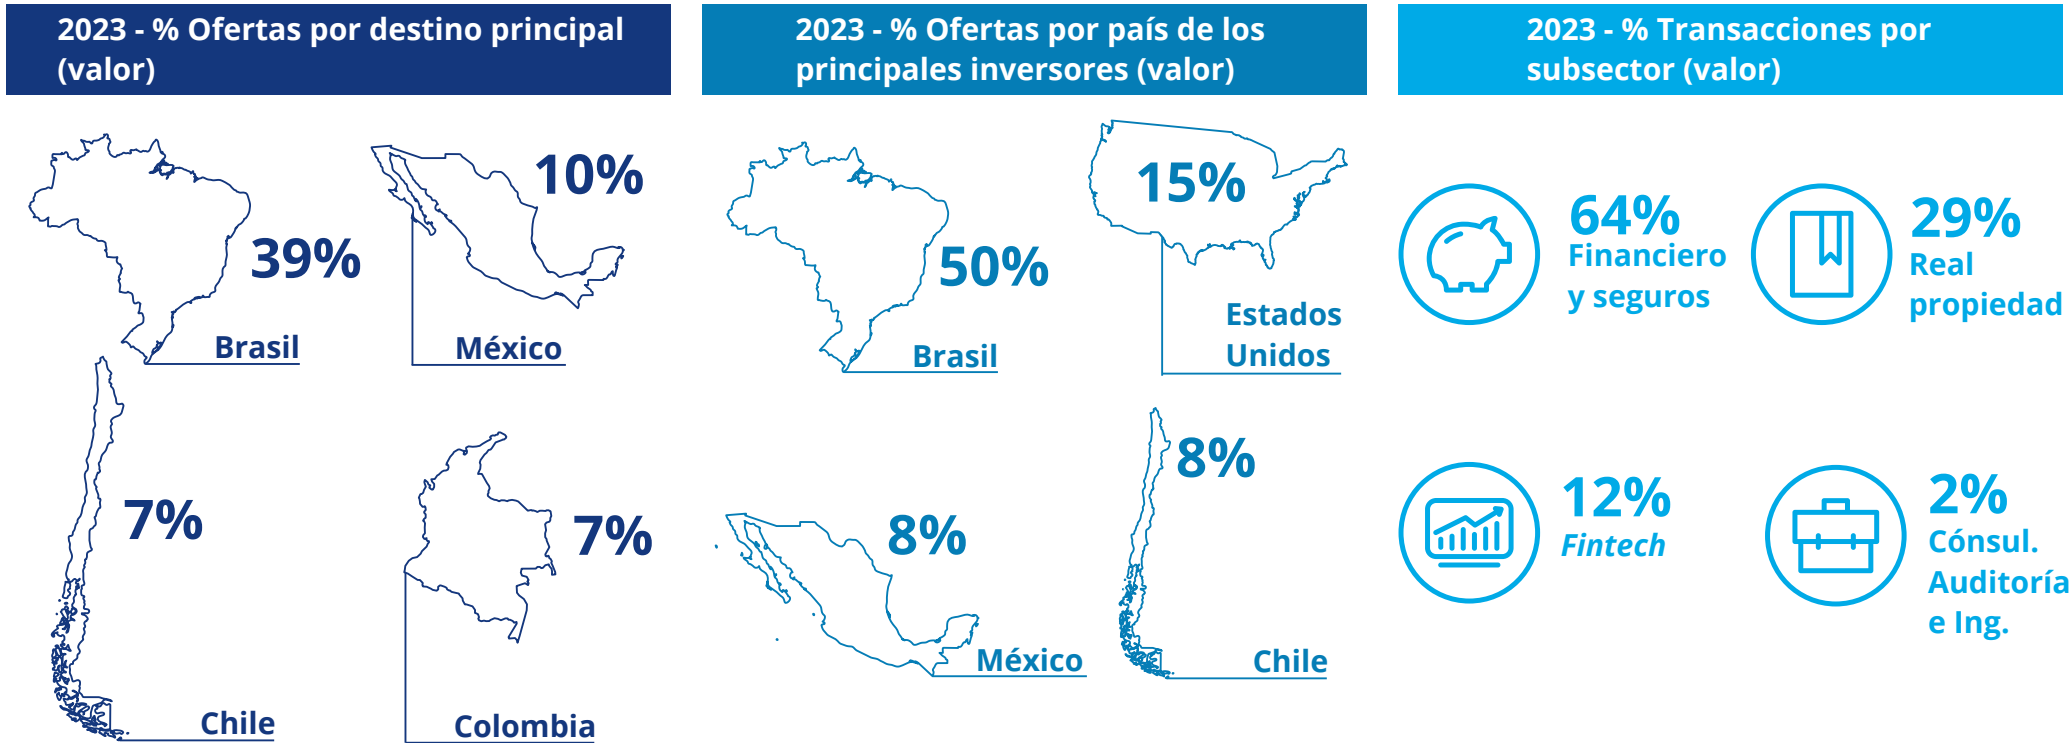 2023 - % Ofertas por destino principal
(valor)
39%
Brasil
10%
México
7%
Chile
7%
Colombia
2023 - % Ofertas por país de los
principales inversores (valor)
50%
Brasil
15%
Estados
Unidos
8%
México
8%
Chile
2023 - % Transacciones por
subsector (valor)
64%
Financiero
y seguros
29%
Real
propiedad
12%
Fintech
2%
Cónsul.
Auditoría
e Ing.